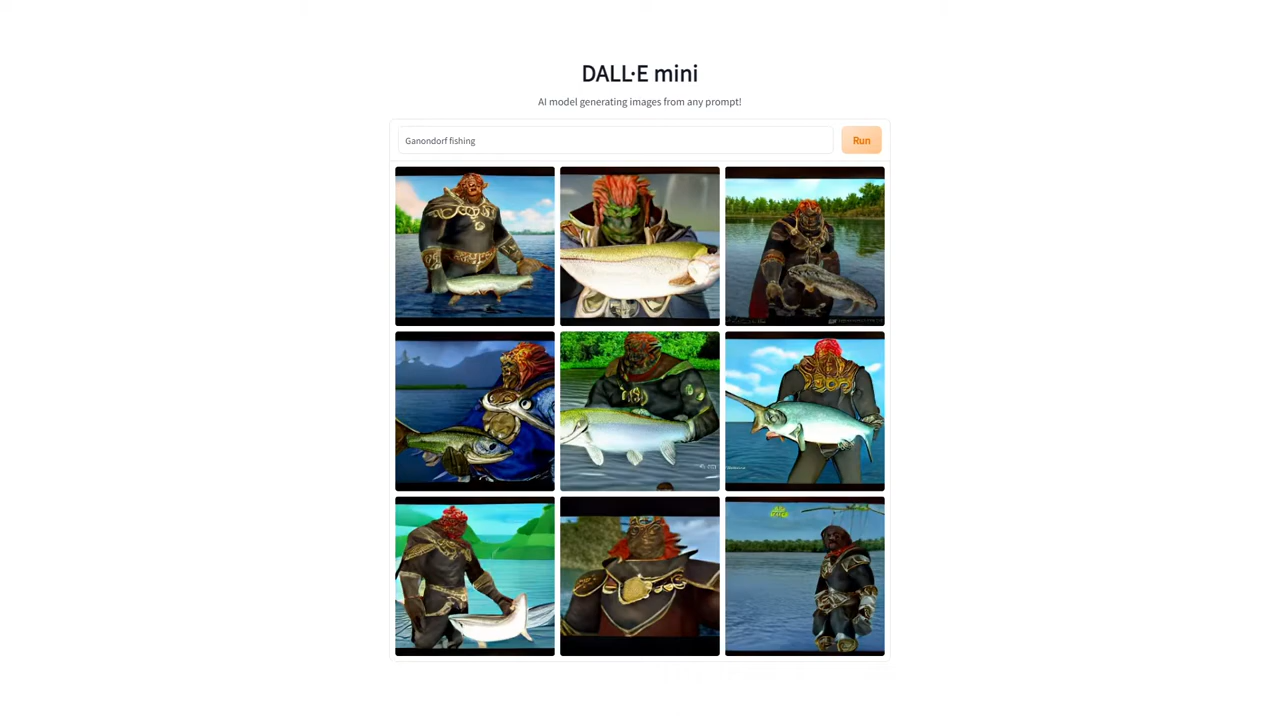 DALL·E mini
AI model generating images from any prompt!
Ganondorf fishing
Run